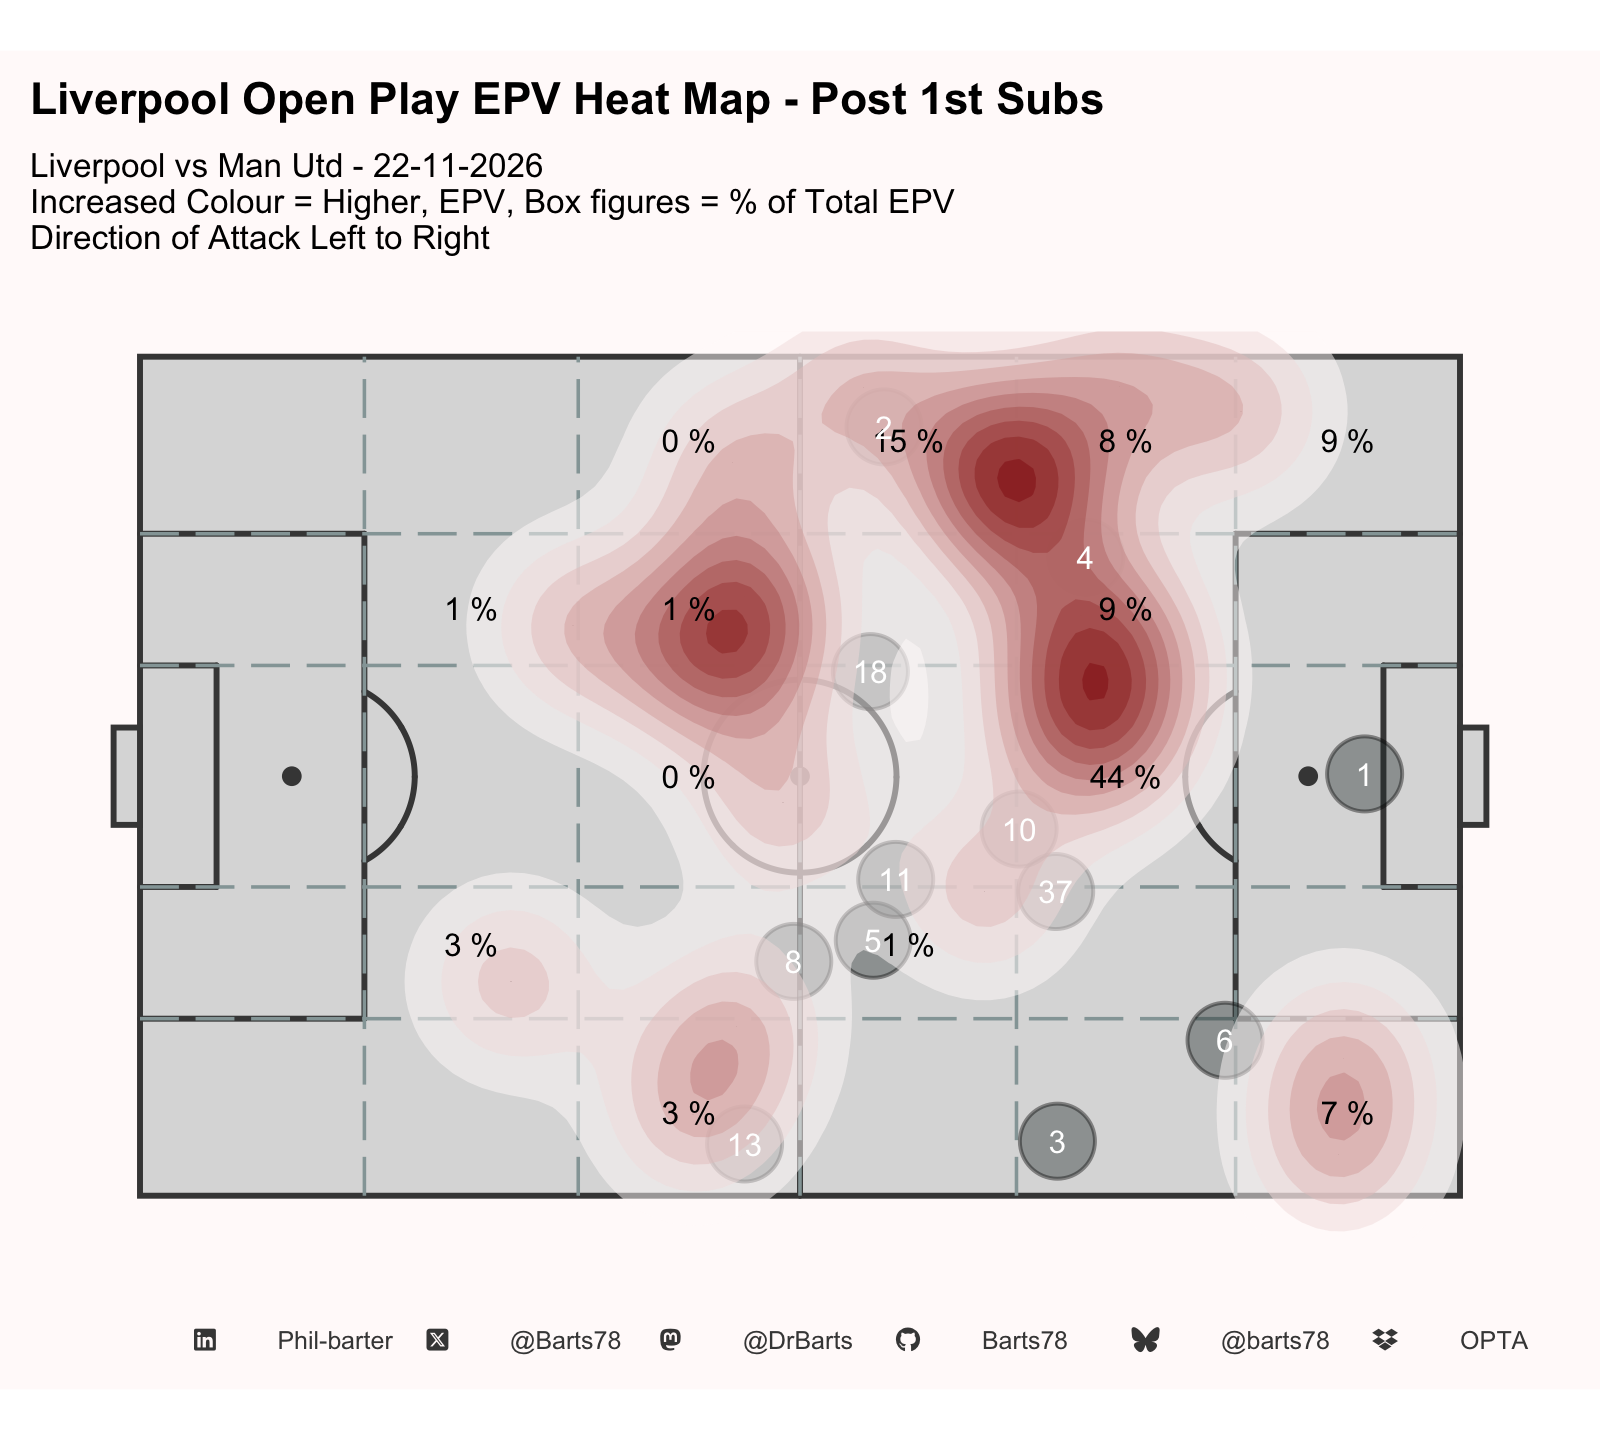 Liverpool Open Play EPV Heat Map - Post 1st Subs
Liverpool vs Man Utd - 22-11-2026
Increased Colour = Higher, EPV, Box figures = % of Total EPV
Direction of Attack Left to Right
2
0 % 15 % 8 % 9 %
4
1 % 1 % 9 %
18
0 % 44 % 1
10
11 37
3 % 5 1 %
8
6
3 % 7 %
13 3
Phil-barter @Barts78 @DrBarts Barts78 @barts78 OPTA